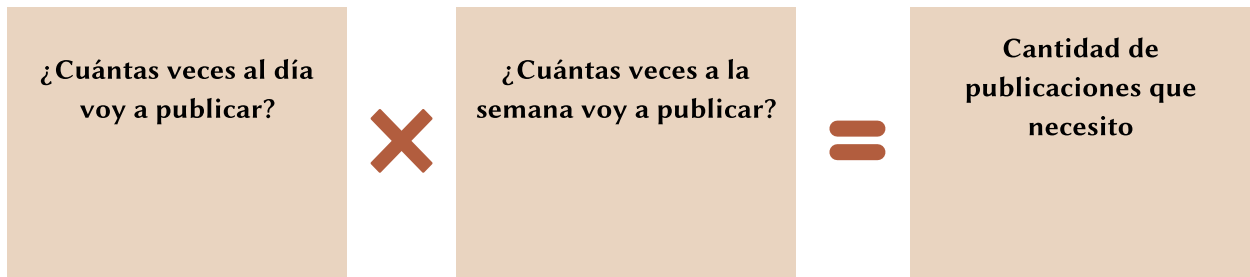 ¿Cuántas veces al día
voy a publicar?
¿Cuántas veces a la
semana voy a publicar?
Cantidad de
publicaciones que
necesito